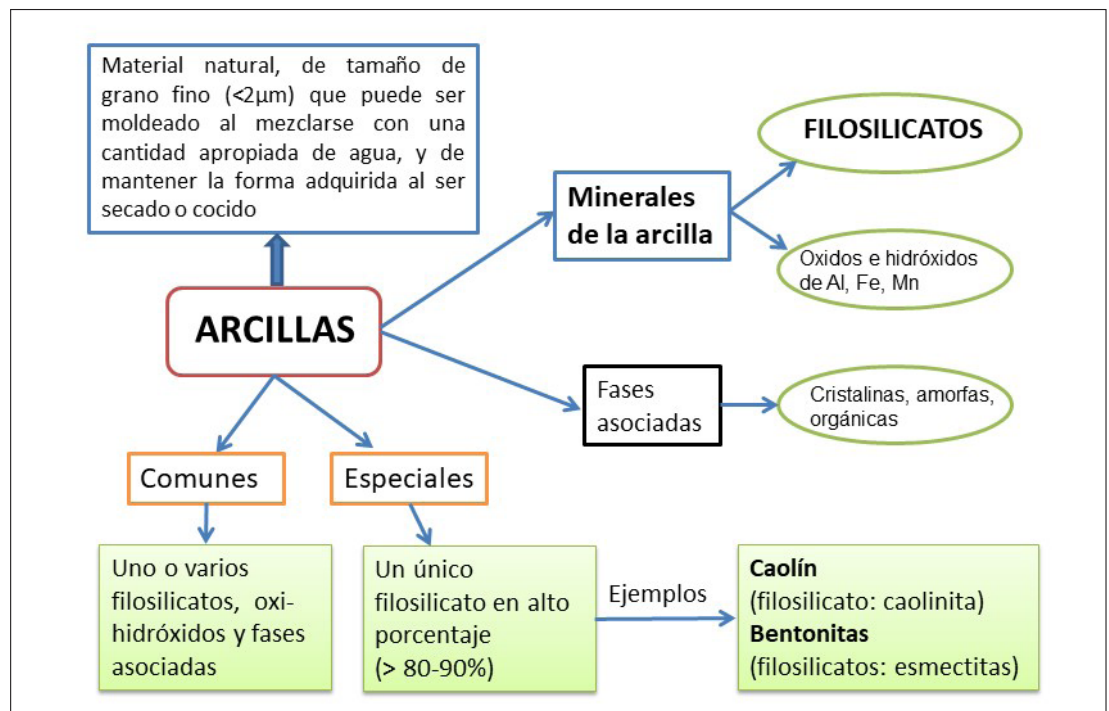 Material natural, de tamaño de
grano fino (<2µm) que puede ser
moldeado al mezclarse con una
cantidad apropiada de agua, y de
mantener la forma adquirida al ser
secado o cocido
FILOSILICATOS
Minerales
de la arcilla
Oxidos e hidróxidos
de Al, Fe, Mn
ARCILLAS
Fases
asociadas
Cristalinas, amorfas,
orgánicas
Comunes
Especiales
Uno o varios
filosilicatos, oxi-
hidróxidos y fases
asociadas
Un único
filosilicato en alto
porcentaje
(> 80-90%)
Ejemplos
Caolín
(filosilicato: caolinita)
Bentonitas
(filosilicatos: esmectitas)